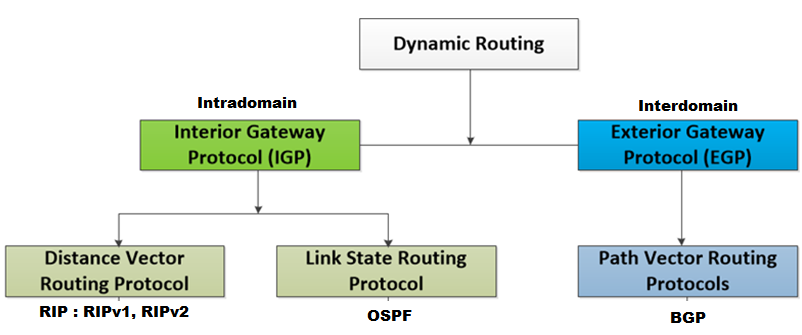 Dynamic Routing
Intradomain
Interdomain
Interior Gateway
Protocol (IGP)
Exterior Gateway
Protocol (EGP)
Distance Vector
Routing Protocol
Link State Routing
Protocol
Path Vector Routing
Protocols
RIP : RIPv1, RIPv2
OSPF
BGP